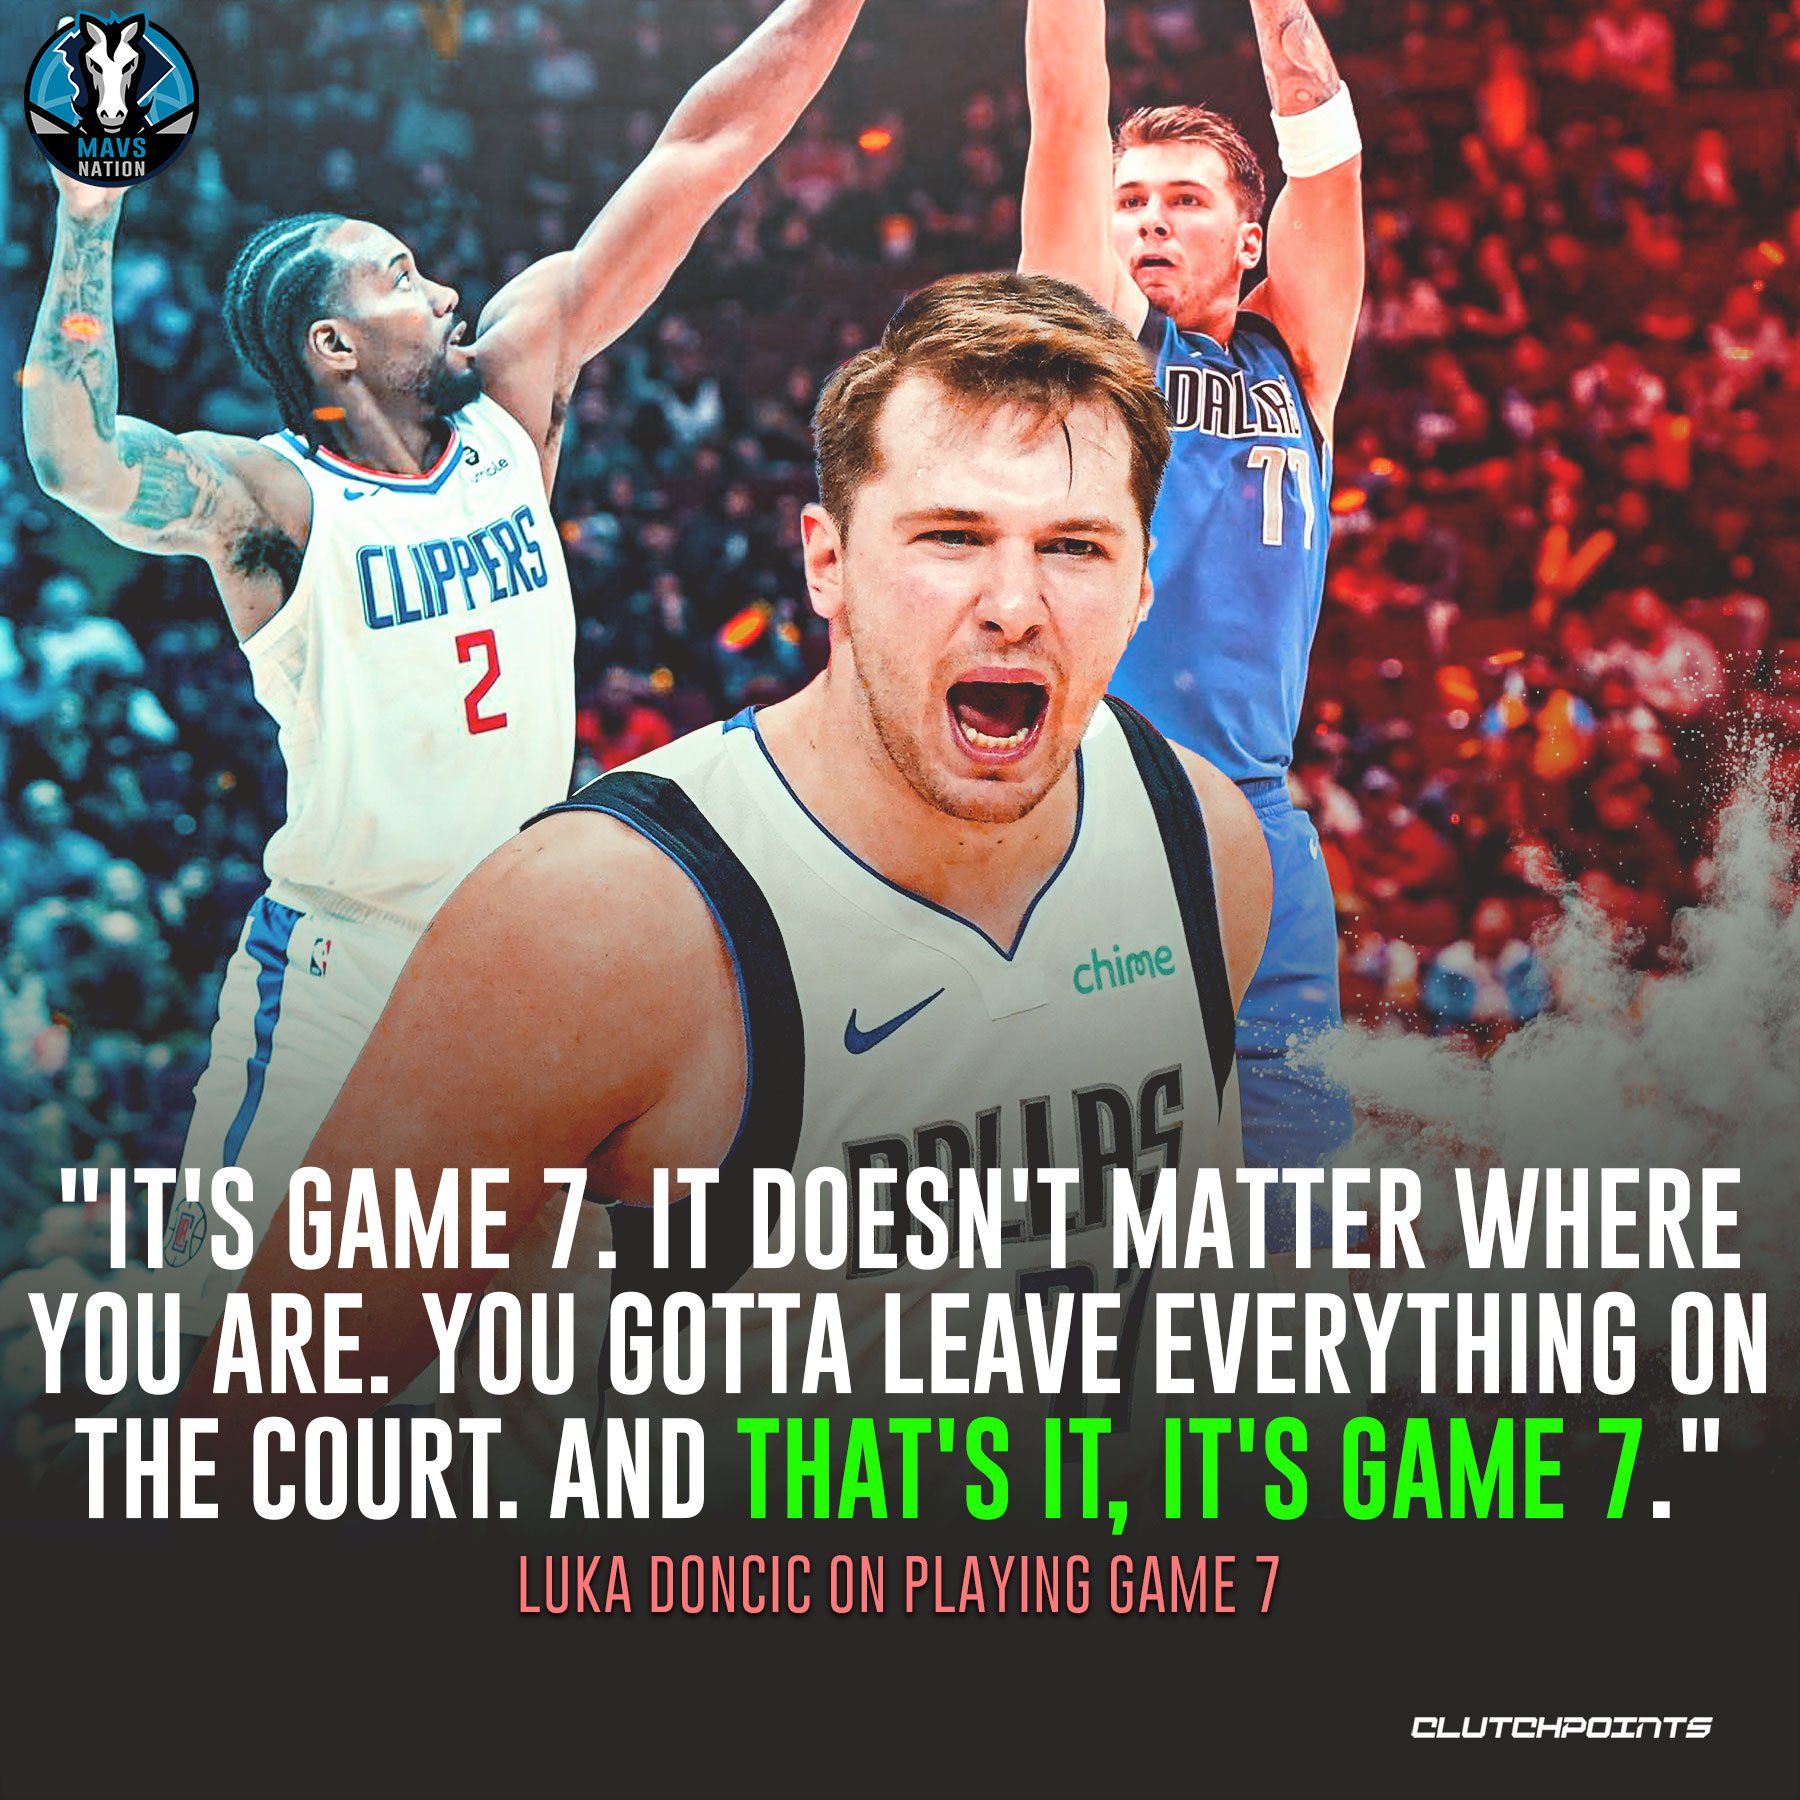 MAVS
NATION
CLIPPERS
2
DALLAS
77
chime
DALLAS
"IT'S GAME 7. IT DOESN'T MATTER WHERE
YOU ARE. YOU GOTTA LEAVE EVERYTHING ON
THE COURT. AND THAT'S IT, IT'S GAME 7."
LUKA DONCIC ON PLAYING GAME 7
CLUTCHPOINTS